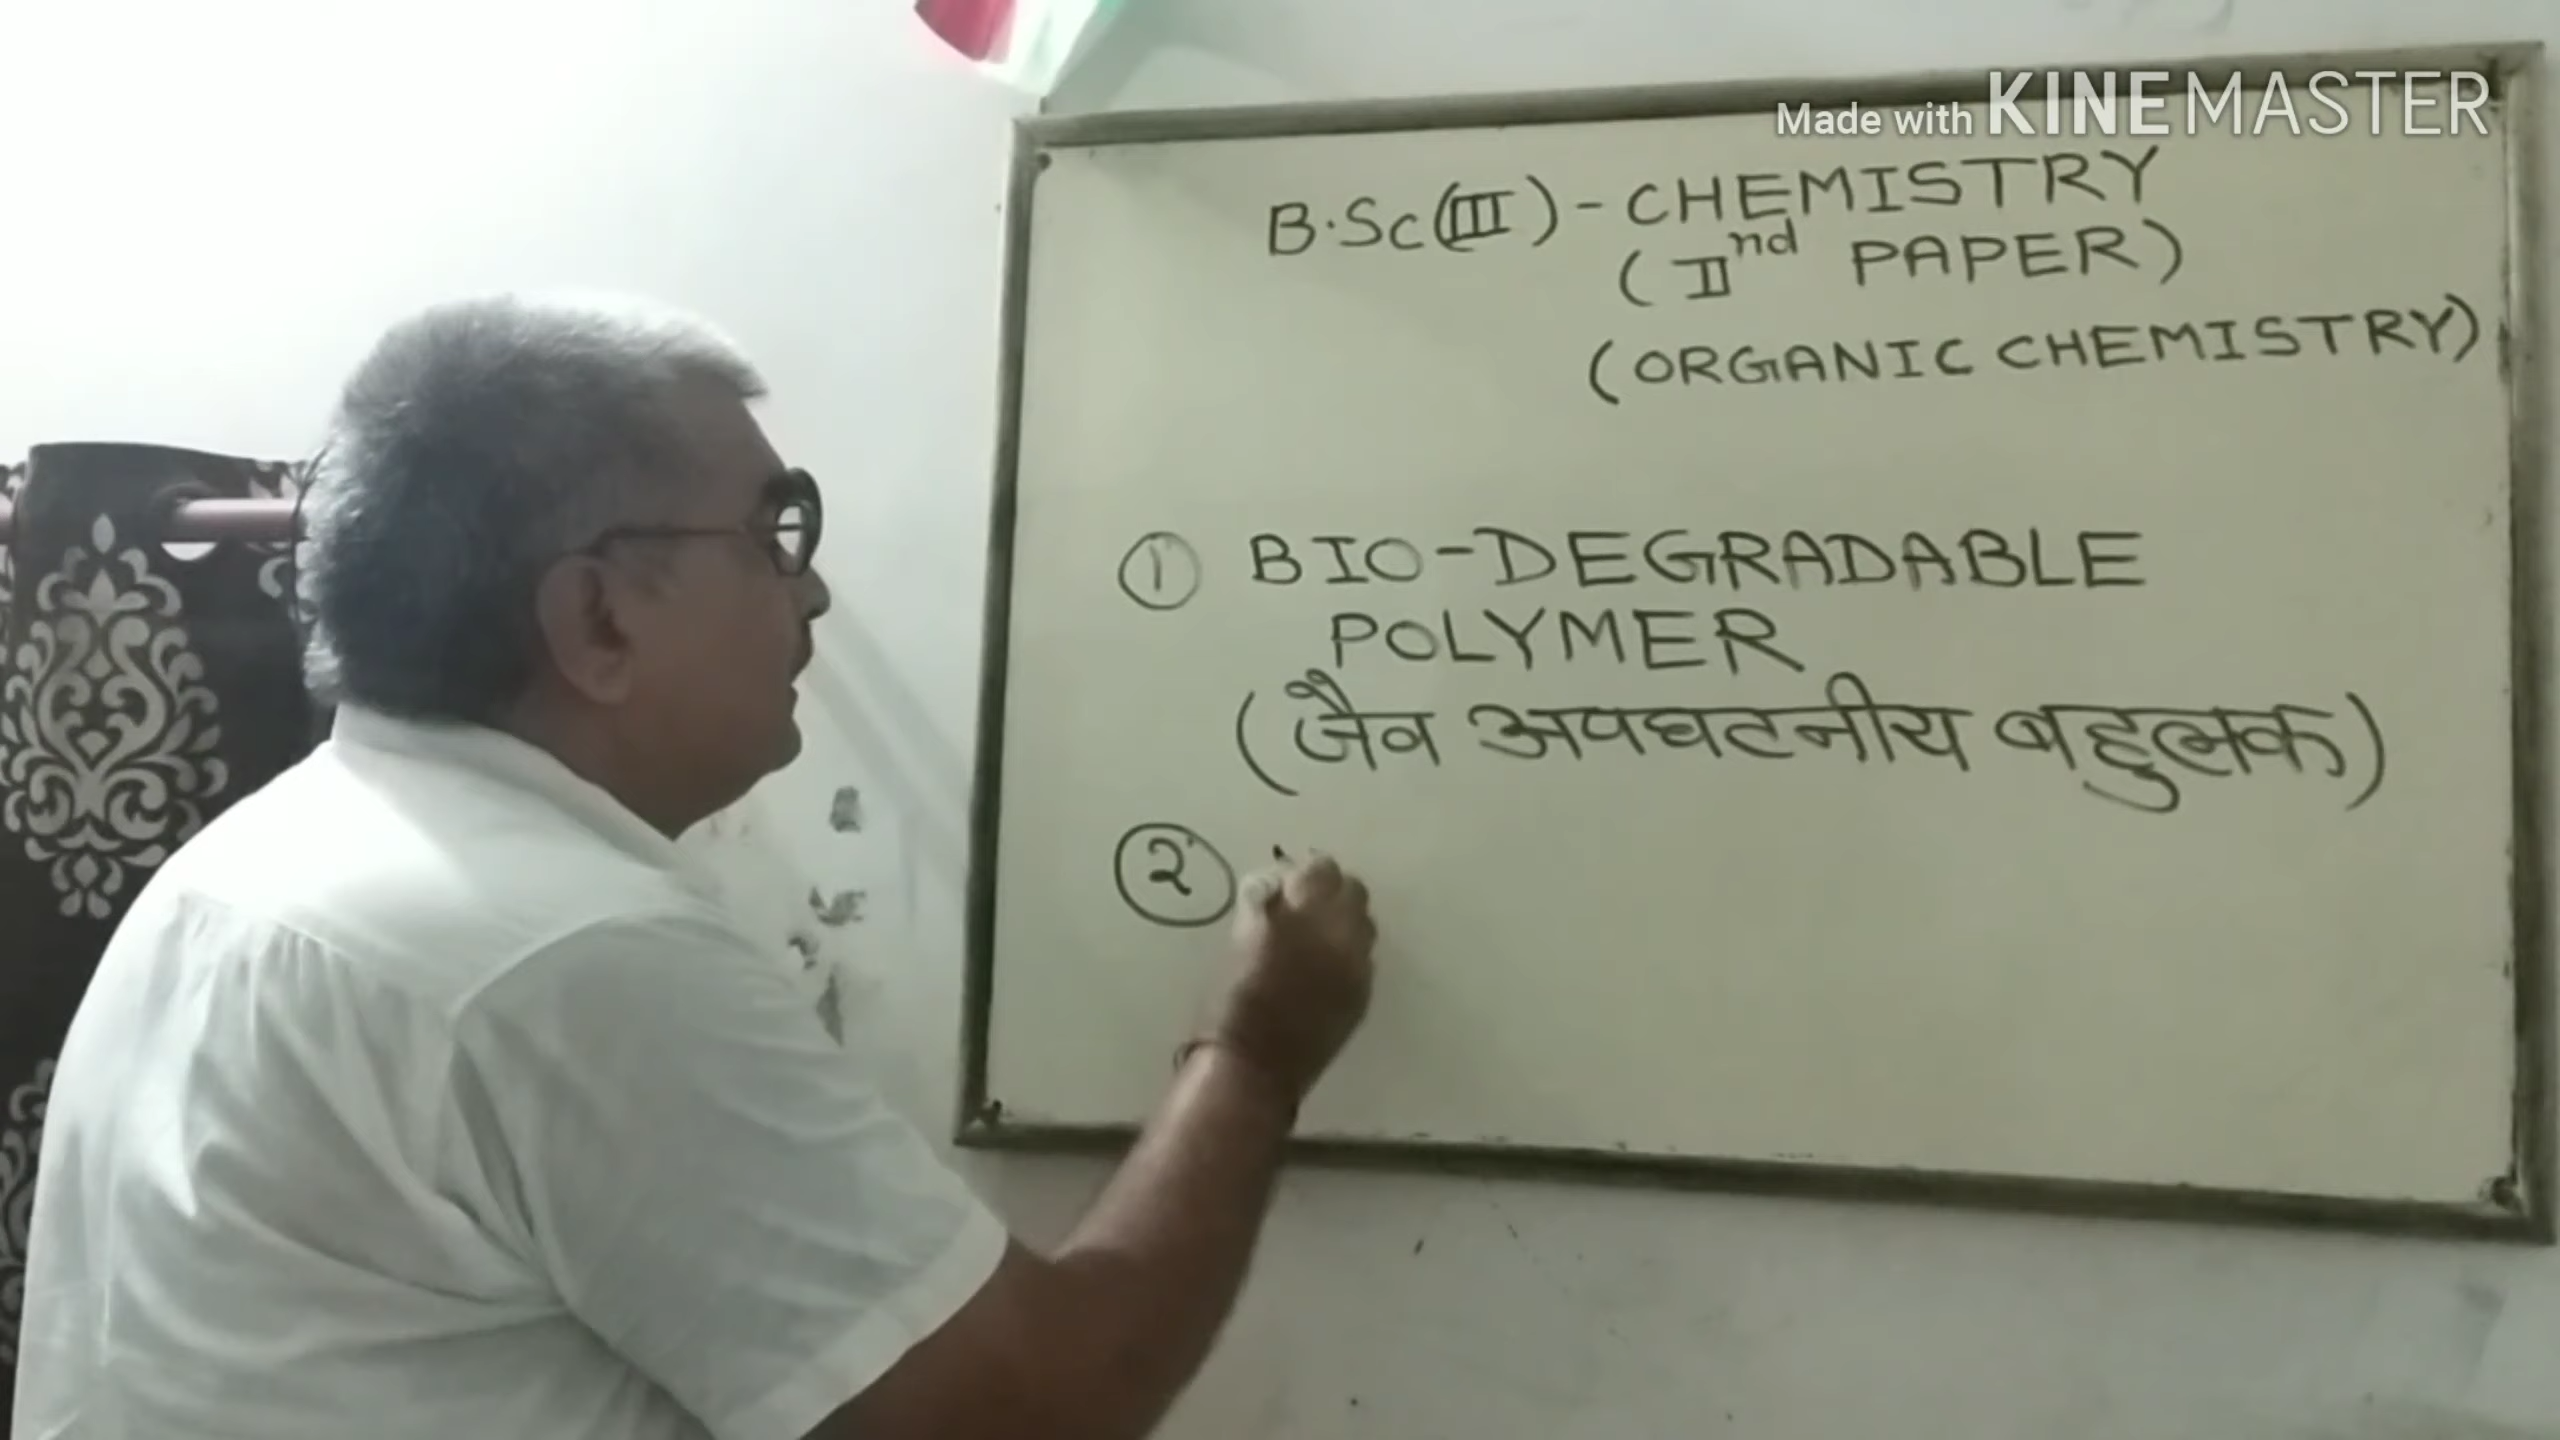 Made with KINEMASTER
B.Sc(III) - CHEMISTRY
(IInd PAPER)
(ORGANIC CHEMISTRY)
① BIO-DEGRADABLE
POLYMER
(जैव अपघटनीय बहुलक)
②